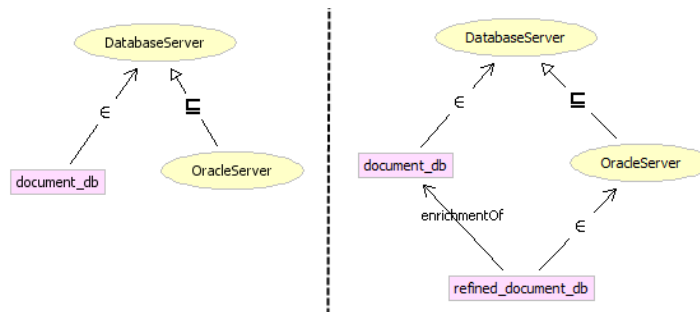 DatabaseServer
∈
⊑
document_db
OracleServer
DatabaseServer
∈
⊑
document_db
OracleServer
enrichmentOf
∈
refined_document_db